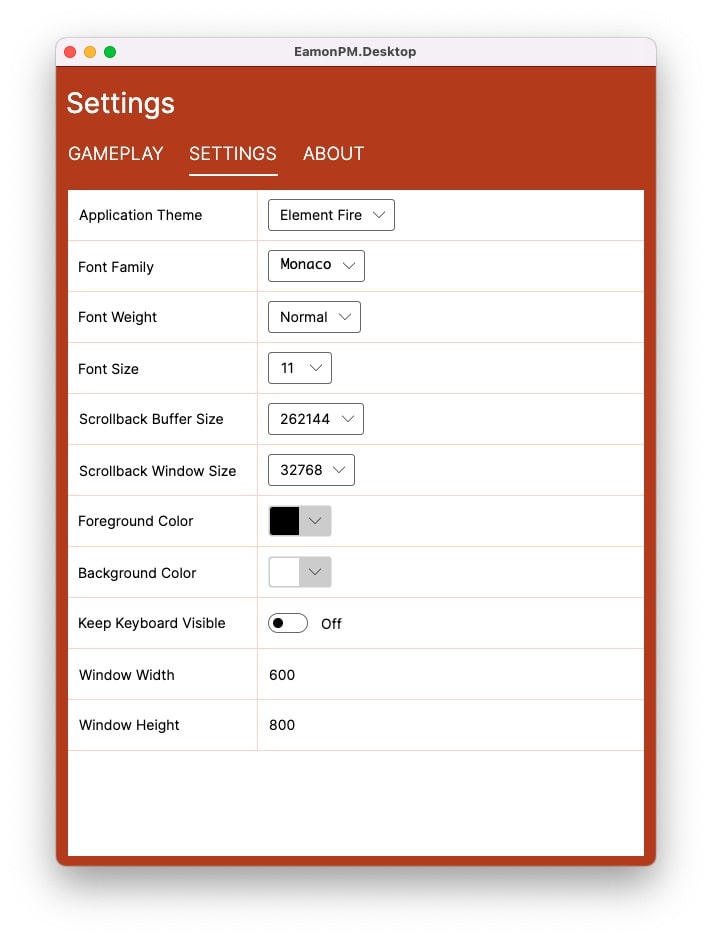 EamonPM.Desktop
Settings
GAMEPLAY SETTINGS ABOUT
Application Theme Element Fire
Font Family Monaco
Font Weight Normal
Font Size 11
Scrollback Buffer Size 262144
Scrollback Window Size 32768
Foreground Color
Background Color
Keep Keyboard Visible Off
Window Width 600
Window Height 800